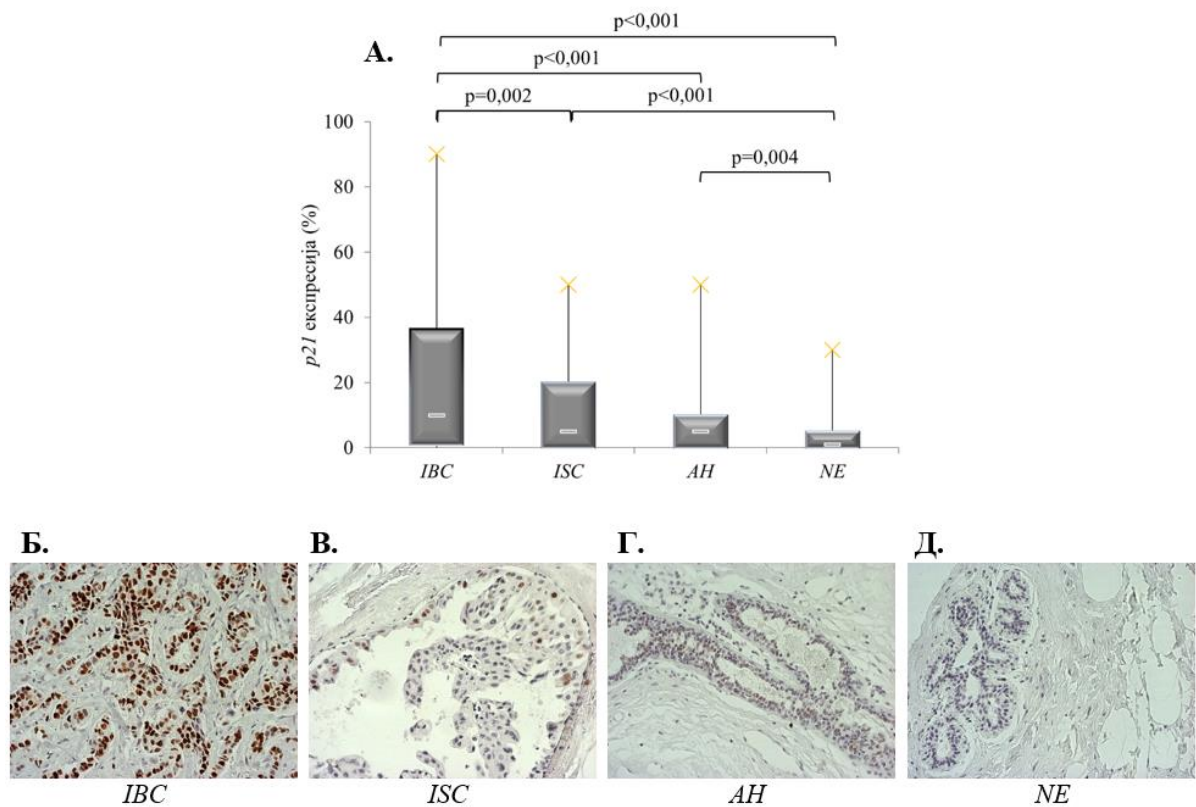 p<0,001
А.
p<0,001
p=0,002
p<0,001
p=0,004
p21 експресија (%)
100
80
60
40
20
0
IBC
ISC
AH
NE
Б.
В.
Г.
Д.
IBC
ISC
AH
NE